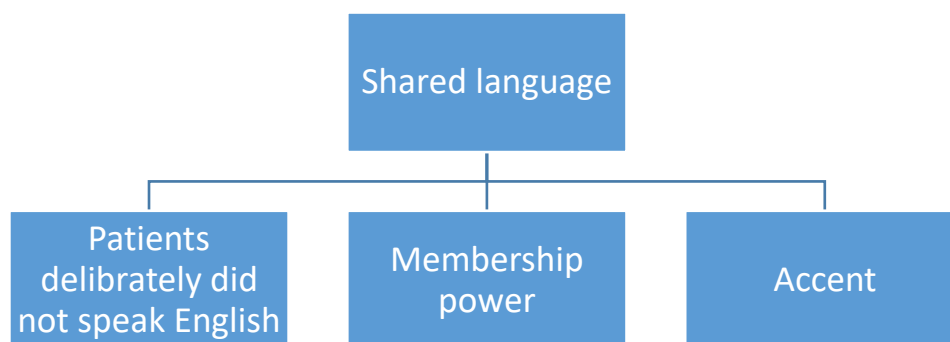 Shared language
Patients
delibrately did
not speak English
Membership
power
Accent